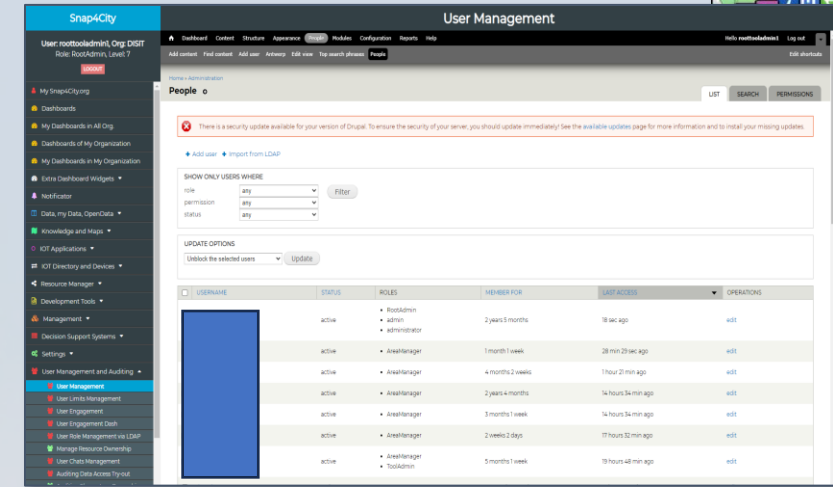 Snap4City
User Management
User: roottooladmin1, Org: DISIT
Role: RootAdmin, Level: 7
LOGOUT
Dashboard Content Structure Appearance People Modules Configuration Reports Help
Hello roottooladmin1 Log out
Add content Find content Add user Antwerp Edit view Top search phrases People
Edit shortcuts
Home » Administration
People
LIST SEARCH PERMISSIONS
There is a security update available for your version of Drupal. To ensure the security of your server, you should update immediately! See the available updates page for more information and to install your missing updates.
+ Add user + Import from LDAP
SHOW ONLY USERS WHERE
role any Filter
permission any
status any
UPDATE OPTIONS
Unblock the selected users Update
USERNAME STATUS ROLES MEMBER FOR LAST ACCESS OPERATIONS
active RootAdmin admin administrator 2 years 5 months 18 sec ago edit
active AreaManager 1 month 1 week 28 min 29 sec ago edit
active AreaManager 4 months 2 weeks 1 hour 21 min ago edit
active AreaManager 2 years 4 months 14 hours 34 min ago edit
active AreaManager 3 months 1 week 14 hours 34 min ago edit
active AreaManager 2 weeks 2 days 17 hours 32 min ago edit
active AreaManager ToolAdmin 5 months 1 week 19 hours 48 min ago edit
My Snap4City.org
Dashboards
My Dashboards in All Org.
Dashboards of My Organization
My Dashboards in My Organization
Extra Dashboard Widgets
Notificator
Data, my Data, OpenData
Knowledge and Maps
IOT Applications
IOT Directory and Devices
Resource Manager
Development Tools
Management
Decision Support Systems
Settings
User Management and Auditing
User Management
User Limits Management
User Engagement
User Engagement Dash
User Role Management via LDAP
Manage Resource Ownership
User Chats Management
Auditing Data Access Try-out